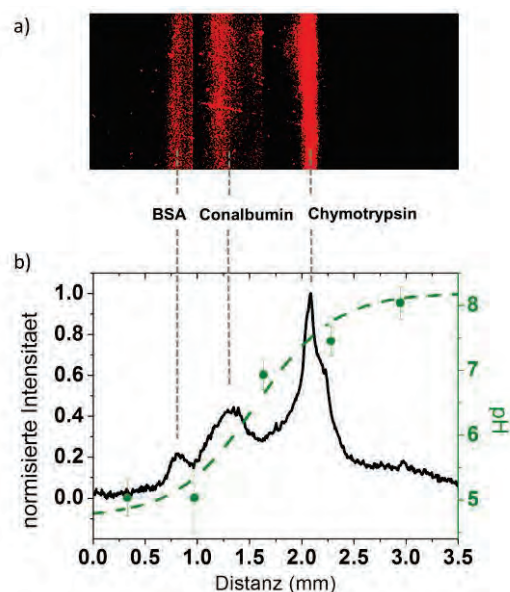 a)
BSA Conalbumin Chymotrypsin
b)
normisierte Intensitaet
1.0
0.8
0.6
0.4
0.2
0.0
8
7
6
5
pH
0.0 0.5 1.0 1.5 2.0 2.5 3.0 3.5
Distanz (mm)